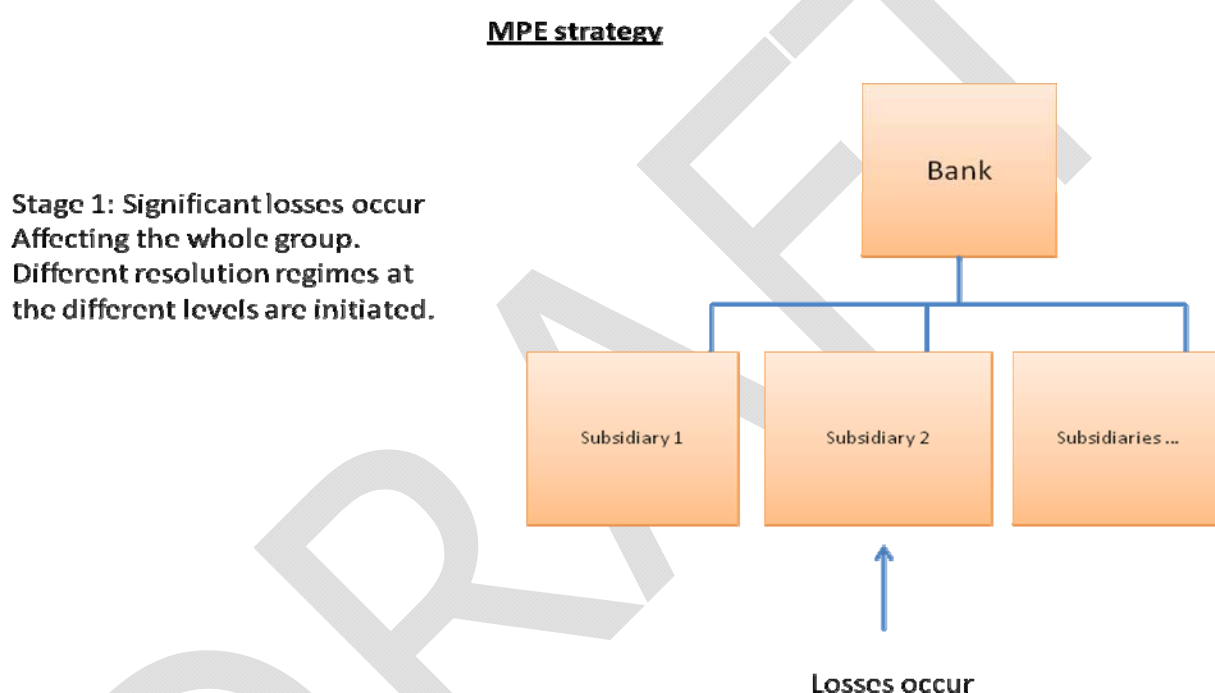 MPE strategy
Bank
Stage 1: Significant losses occur
Affecting the whole group.
Different resolution regimes at
the different levels are initiated.
Subsidiary 1
Subsidiary 2
Subsidiaries ...
Losses occur
DRAFT